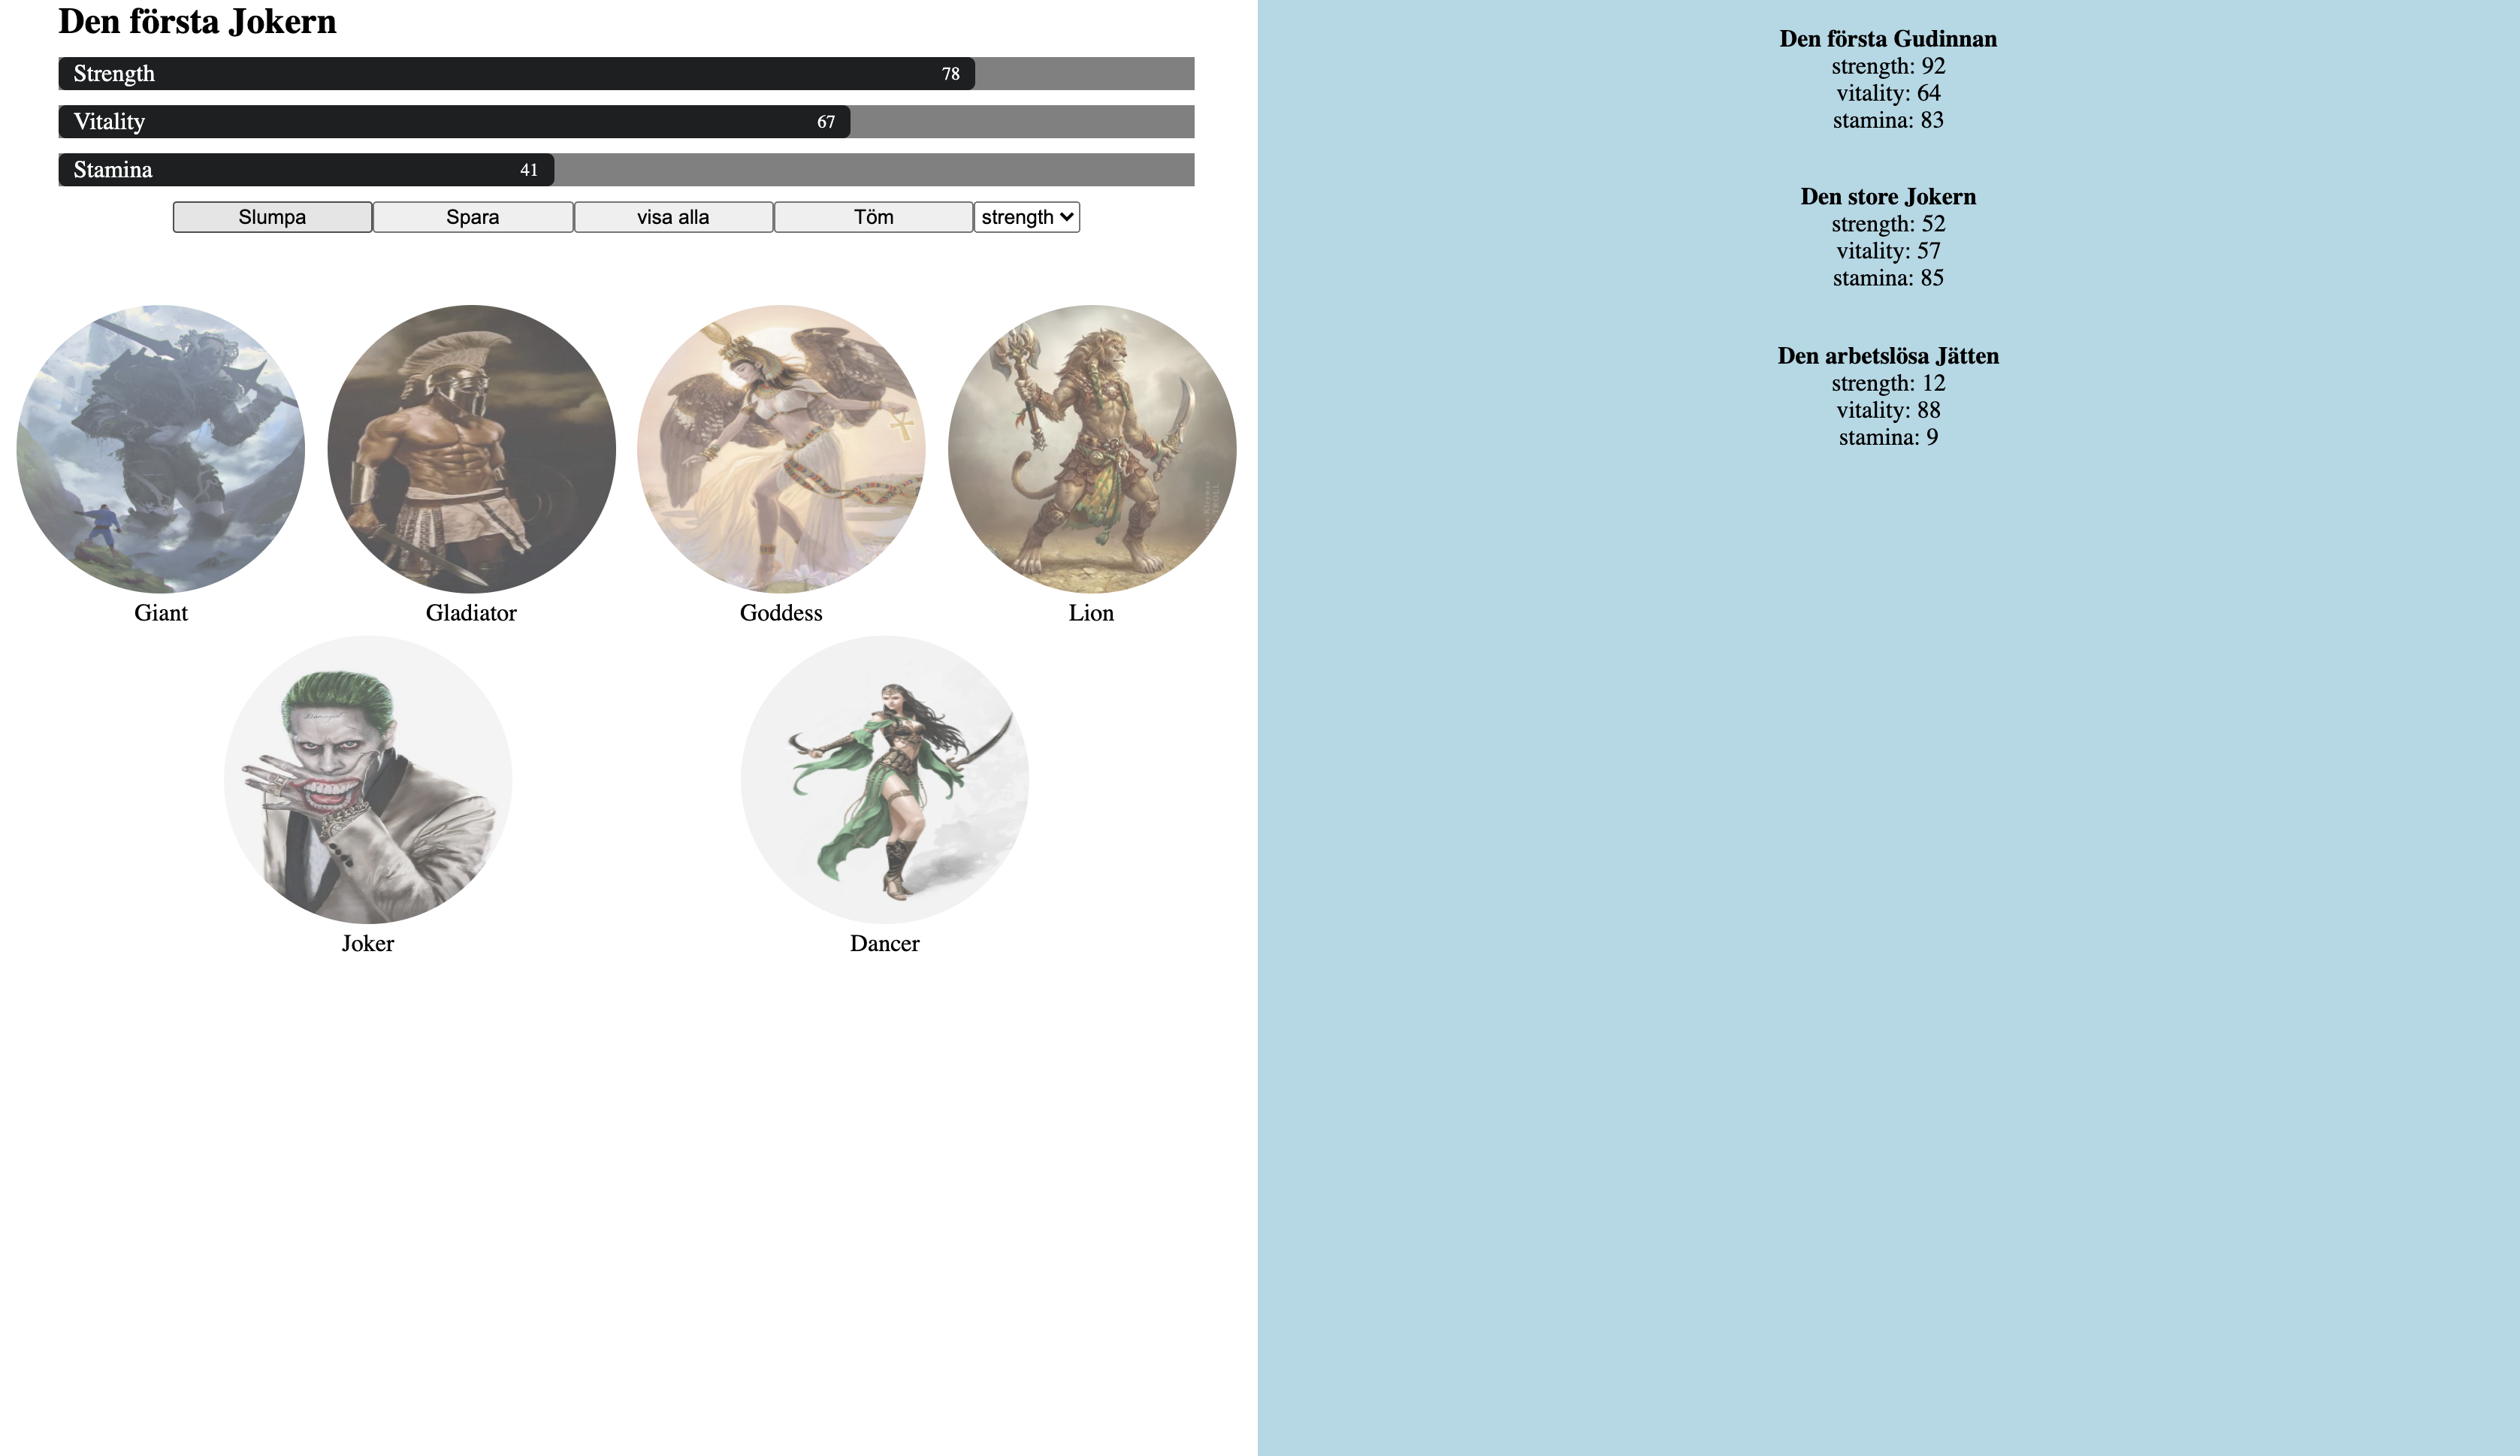 Den första Jokern
Strength 78
Vitality 67
Stamina 41
Slumpa Spara visa alla Töm strength
Giant Gladiator Goddess Lion
Joker Dancer
Den första Gudinnan
strength: 92
vitality: 64
stamina: 83
Den store Jokern
strength: 52
vitality: 57
stamina: 85
Den arbetslösa Jätten
strength: 12
vitality: 88
stamina: 9